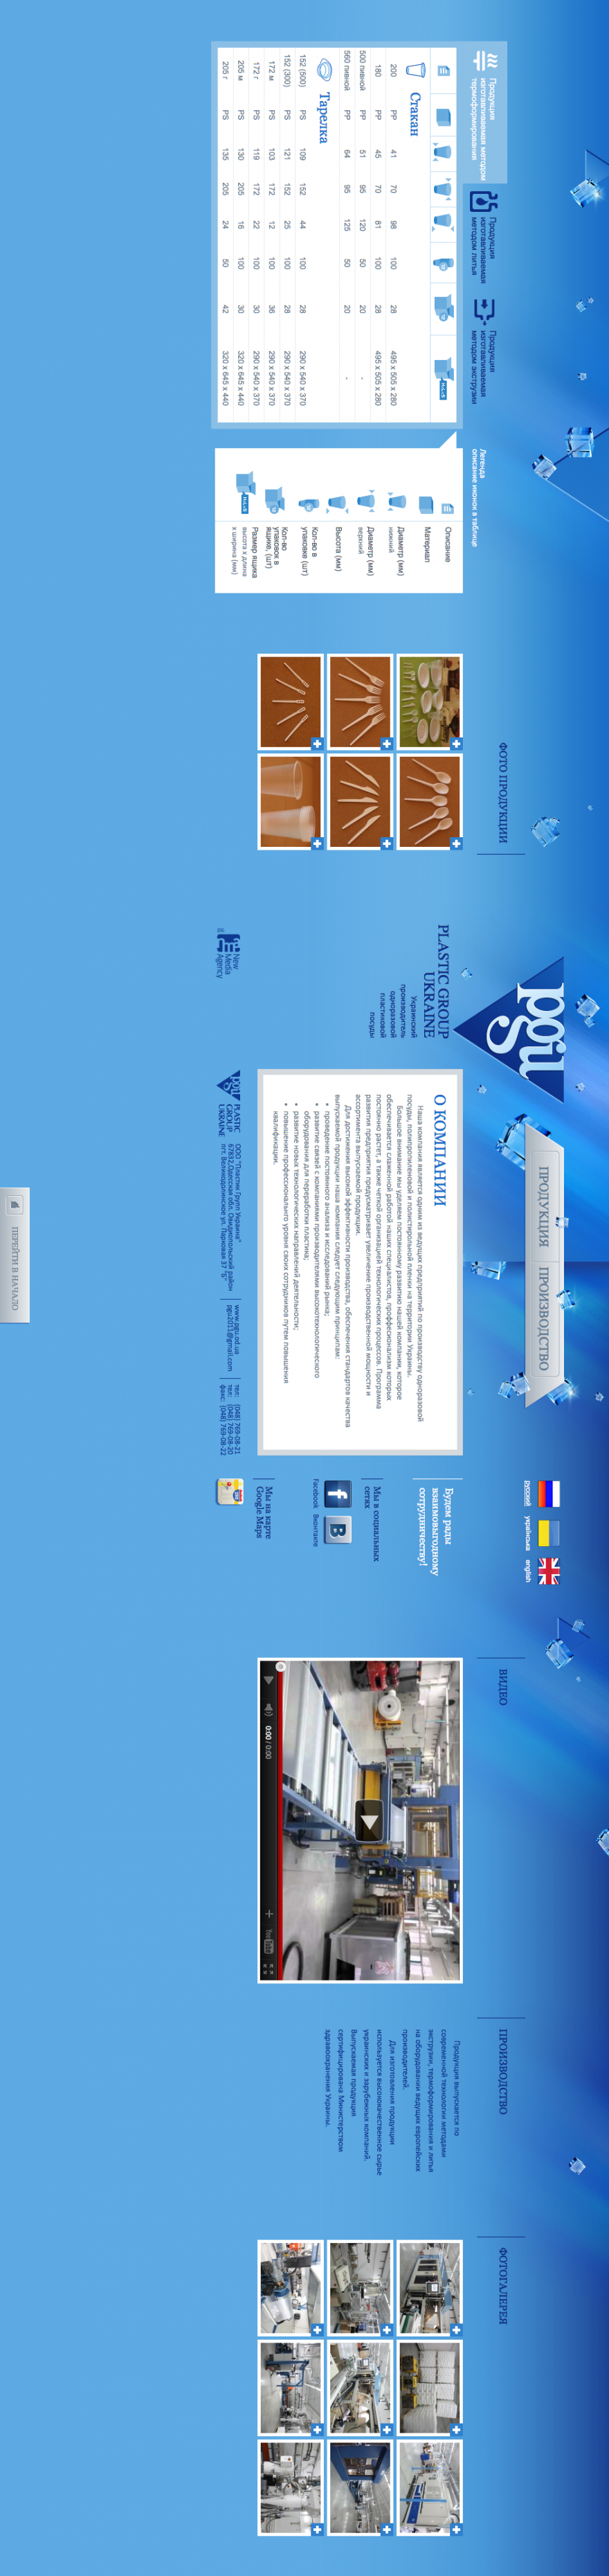 Продукция
изготавливаемая методом
термоформирования
Продукция
изготавливаемая
методом литья
Продукция
изготавливаемая
методом экструзии
Стакан
200 PP 41 70 98 100 28 495 x 505 x 280
180 PP 45 70 81 100 28 495 x 505 x 280
500 пивной PP 51 95 120 50 20 -
560 пивной PP 64 95 125 50 20 -
Тарелка
152 (500) PS 109 152 44 100 28 290 x 540 x 370
152 (300) PS 121 152 25 100 28 290 x 540 x 370
172 м PS 103 172 12 100 36 290 x 540 x 370
172 г PS 119 172 22 100 30 290 x 540 x 370
205 м PS 130 205 16 100 30 320 x 645 x 440
205 г PS 135 205 24 50 42 320 x 645 x 440
Легенда
описание иконок в таблице
Описание
Материал
Диаметр (мм)
нижний
Диаметр (мм)
верхний
Высота (мм)
Кол-во в
упаковке (шт)
Кол-во
упаковок в
ящике, (шт)
Размер ящика
высота x длина
x ширина (мм)
ФОТО ПРОДУКЦИИ
pgu
PLASTIC GROUP
UKRAINE
Украинский
производитель
одноразовой
пластиковой
посуды
New
Media
Agency
ПРОДУКЦИЯ
ПРОИЗВОДСТВО
О КОМПАНИИ
Наша компания является одним из ведущих предприятий по производству одноразовой
посуды, полипропиленовой и полистирольной пленки на территории Украины.
Большое внимание мы уделяем постоянному развитию нашей компании, которое
обеспечивается слаженной работой наших специалистов, профессионализм которых
постоянно растет, а также четкой организацией технологических процессов. Программа
развития предприятия предусматривает увеличение производственной мощности и
ассортимента выпускаемой продукции.
Для достижения высокой эффективности производства, обеспечения стандартов качества
выпускаемой продукции наша компания следует следующим принципам:
• проведение постоянного анализа и исследований рынка;
• развитие связей с компаниями производителями высокотехнологического
оборудования для переработки пластика;
• развитие новых технологических направлений деятельности;
• повышение профессионального уровня своих сотрудников путем повышения
квалификации.
pgu
PLASTIC
GROUP
UKRAINE
ООО "Пластик Групп Украина"
67832,Одесская обл. Овидиопольский район
пгт. Великодолинское ул. Парковая 37 "Б"
www.pgu.od.ua
pgu2011@gmail.com
тел: (048) 769-08-21
тел: (048) 769-08-20
факс: (048) 769-08-22
ПЕРЕЙТИ В НАЧАЛО
русский
українська
english
Будем рады
взаимовыгодному
сотрудничеству!
Мы в социальных
сетях
Facebook
Вконтакте
Мы на карте
Google Maps
ВИДЕО
0:00 / 0:00
YouTube
ПРОИЗВОДСТВО
Продукция выпускается по
современной технологии методами
экструзии, термоформирования и литья
на оборудовании ведущих европейских
производителей.
Для изготовления продукции
используется высококачественное сырье
украинских и зарубежных компаний.
Выпускаемая продукция
сертифицирована Министерством
здравоохранения Украины.
ФОТОГАЛЕРЕЯ